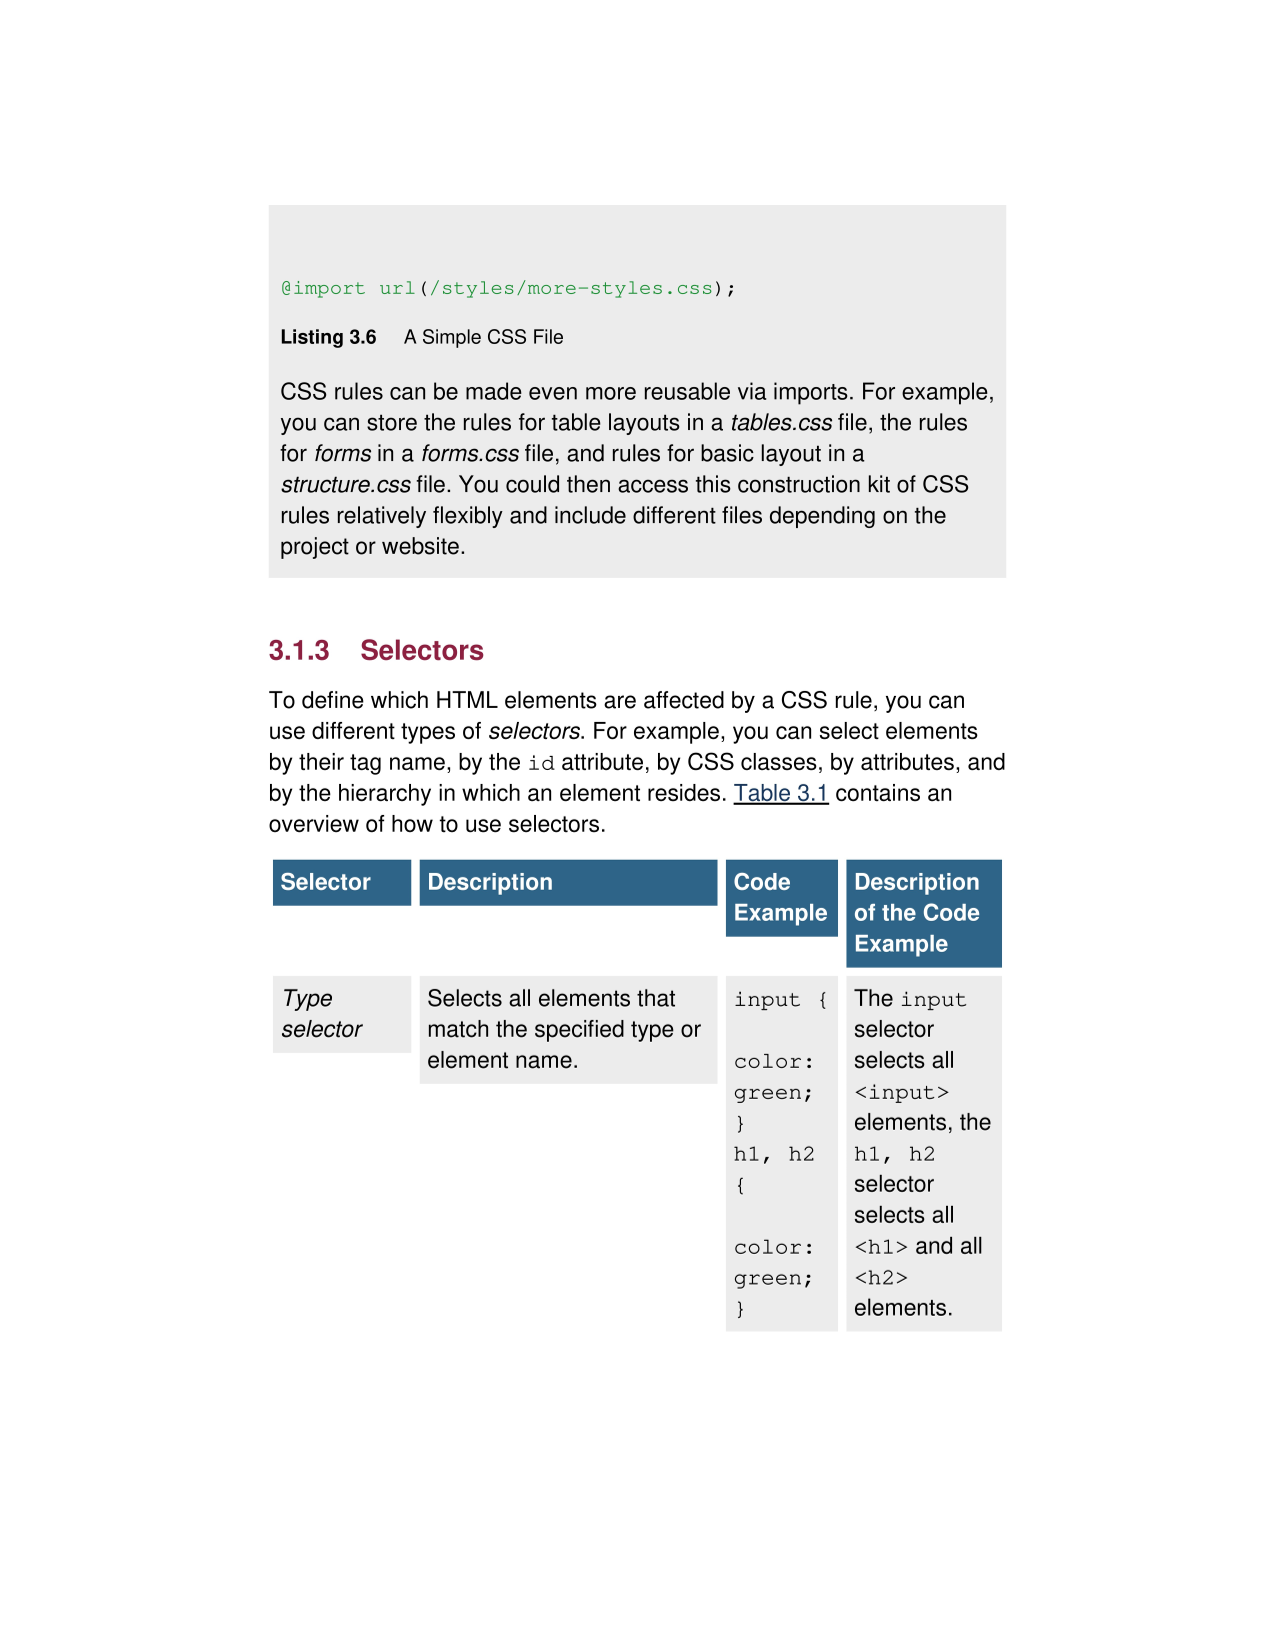 @import url(/styles/more-styles.css);
Listing 3.6 A Simple CSS File
CSS rules can be made even more reusable via imports. For example,
you can store the rules for table layouts in a tables.css file, the rules
for forms in a forms.css file, and rules for basic layout in a
structure.css file. You could then access this construction kit of CSS
rules relatively flexibly and include different files depending on the
project or website.
3.1.3 Selectors
To define which HTML elements are affected by a CSS rule, you can
use different types of selectors. For example, you can select elements
by their tag name, by the id attribute, by CSS classes, by attributes, and
by the hierarchy in which an element resides. Table 3.1 contains an
overview of how to use selectors.
Selector
Description
Code
Example
Description
of the Code
Example
Type
selector
Selects all elements that
match the specified type or
element name.
input {
color:
green;
}
h1, h2
{
color:
green;
}
The input
selector
selects all
<input>
elements, the
h1, h2
selector
selects all
<h1> and all
<h2>
elements.